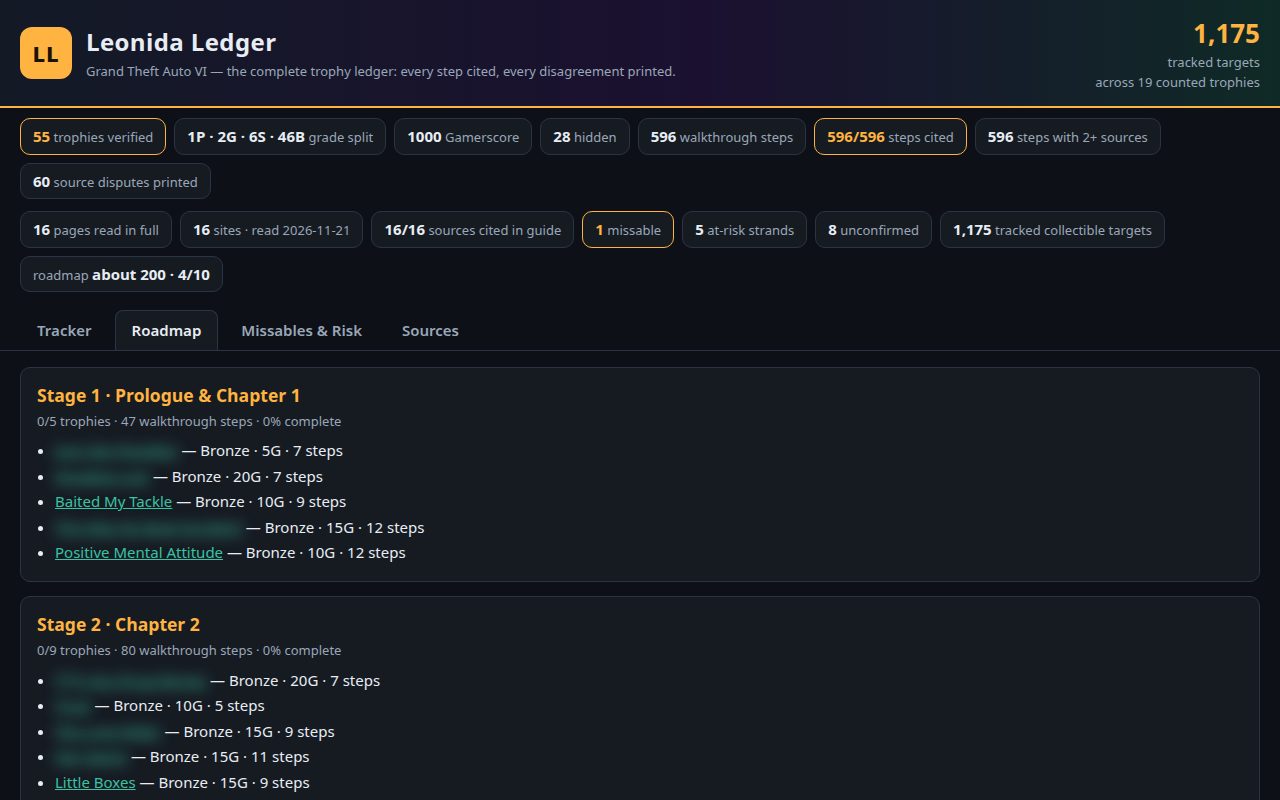 LL
Leonida Ledger
Grand Theft Auto VI — the complete trophy ledger: every step cited, every disagreement printed.
1,175
tracked targets
across 19 counted trophies
55 trophies verified
1P · 2G · 6S · 46B grade split
1000 Gamerscore
28 hidden
596 walkthrough steps
596/596 steps cited
596 steps with 2+ sources
60 source disputes printed
16 pages read in full
16 sites · read 2026-11-21
16/16 sources cited in guide
1 missable
5 at-risk strands
8 unconfirmed
1,175 tracked collectible targets
roadmap about 200 · 4/10
Tracker
Roadmap
Missables & Risk
Sources
Stage 1 · Prologue & Chapter 1
0/5 trophies · 47 walkthrough steps · 0% complete
— Bronze · 5G · 7 steps
— Bronze · 20G · 7 steps
Baited My Tackle — Bronze · 10G · 9 steps
— Bronze · 15G · 12 steps
Positive Mental Attitude — Bronze · 10G · 12 steps
Stage 2 · Chapter 2
0/9 trophies · 80 walkthrough steps · 0% complete
— Bronze · 20G · 7 steps
— Bronze · 10G · 5 steps
— Bronze · 15G · 9 steps
— Bronze · 15G · 11 steps
Little Boxes — Bronze · 15G · 9 steps